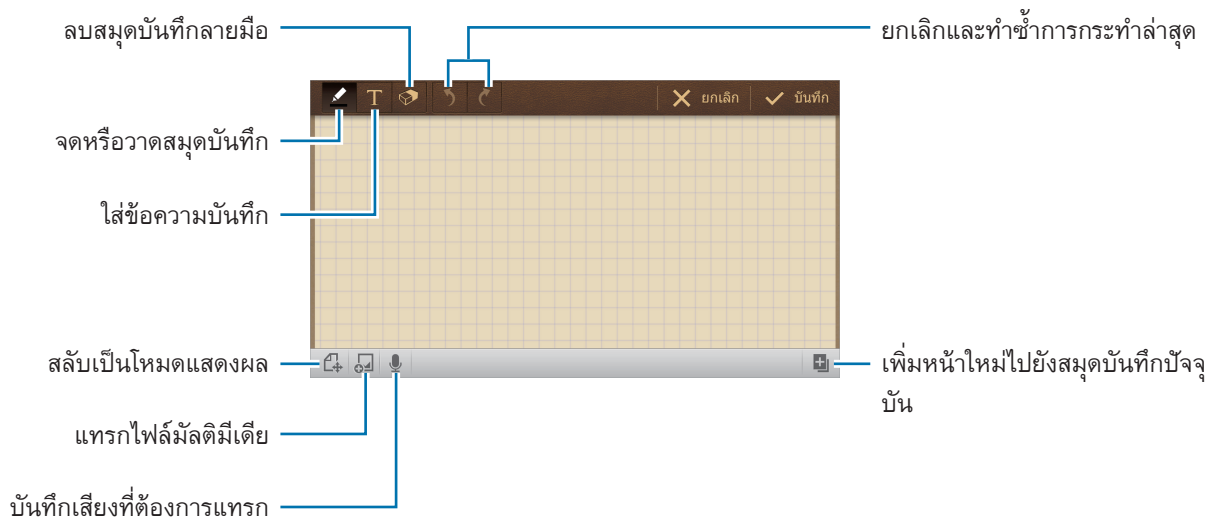 ลบสมุดบันทึกลายมือ
ยกเลิกและทำซ้ำการกระทำล่าสุด
T
ยกเลิก
บันทึก
จดหรือวาดสมุดบันทึก
ใส่ข้อความบันทึก
สลับเป็นโหมดแสดงผล
เพิ่มหน้าใหม่ไปยังสมุดบันทึกปัจจุ
บัน
แทรกไฟล์มัลติมีเดีย
บันทึกเสียงที่ต้องการแทรก